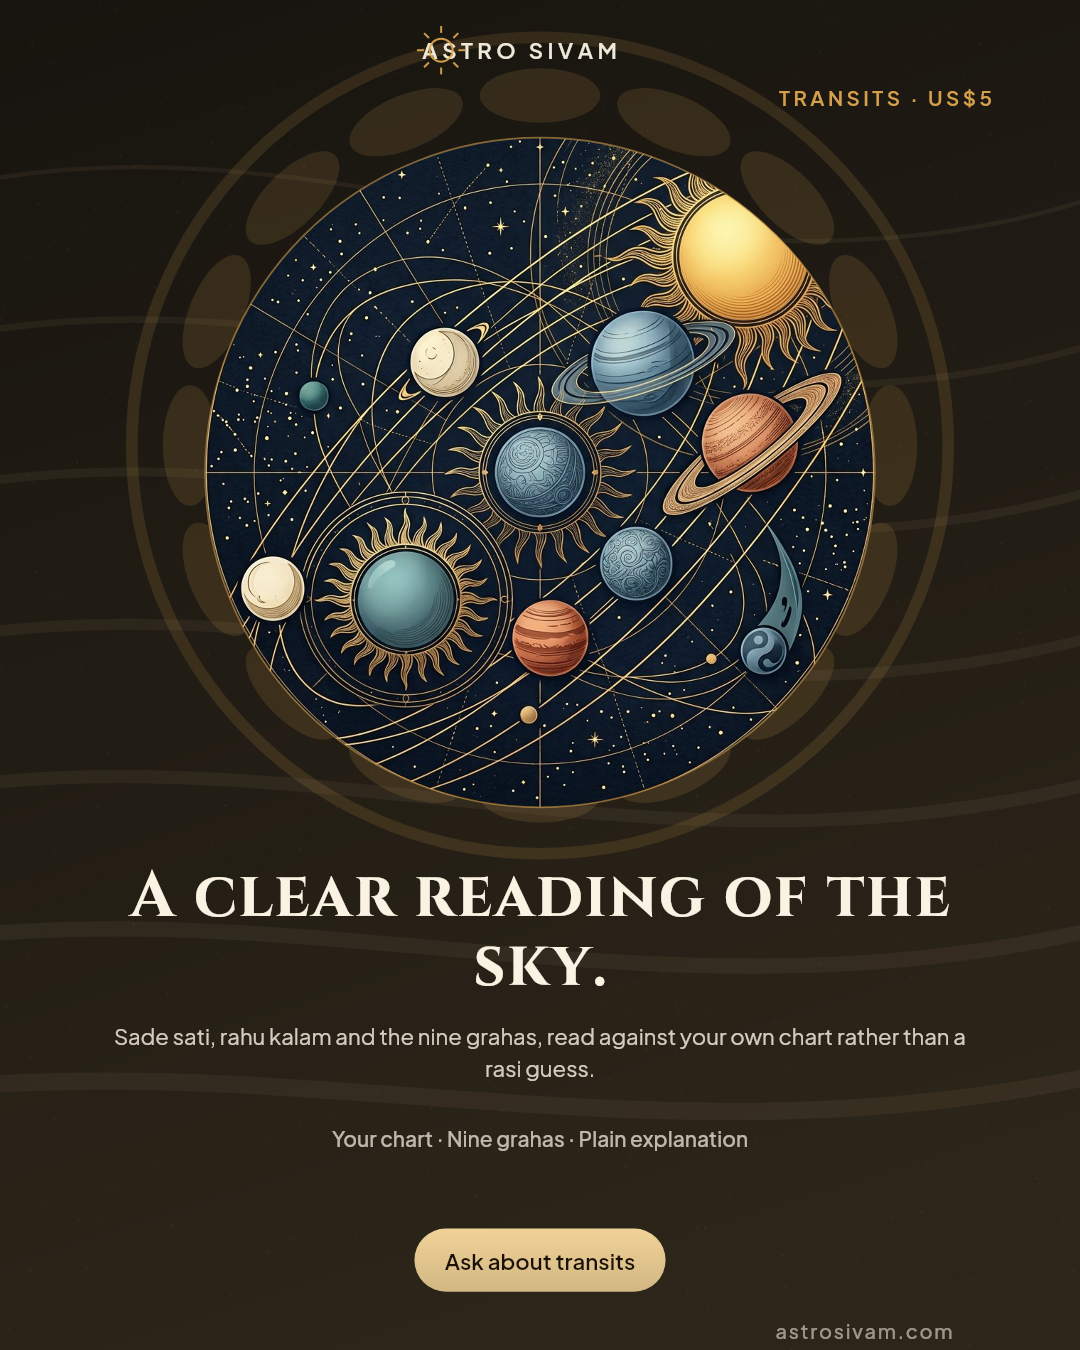 ASTRO SIVAM
TRANSITS · US$5
A CLEAR READING OF THE
SKY.
Sade sati, rahu kalam and the nine grahas, read against your own chart rather than a
rasi guess.
Your chart · Nine grahas · Plain explanation
Ask about transits
astrosivam.com